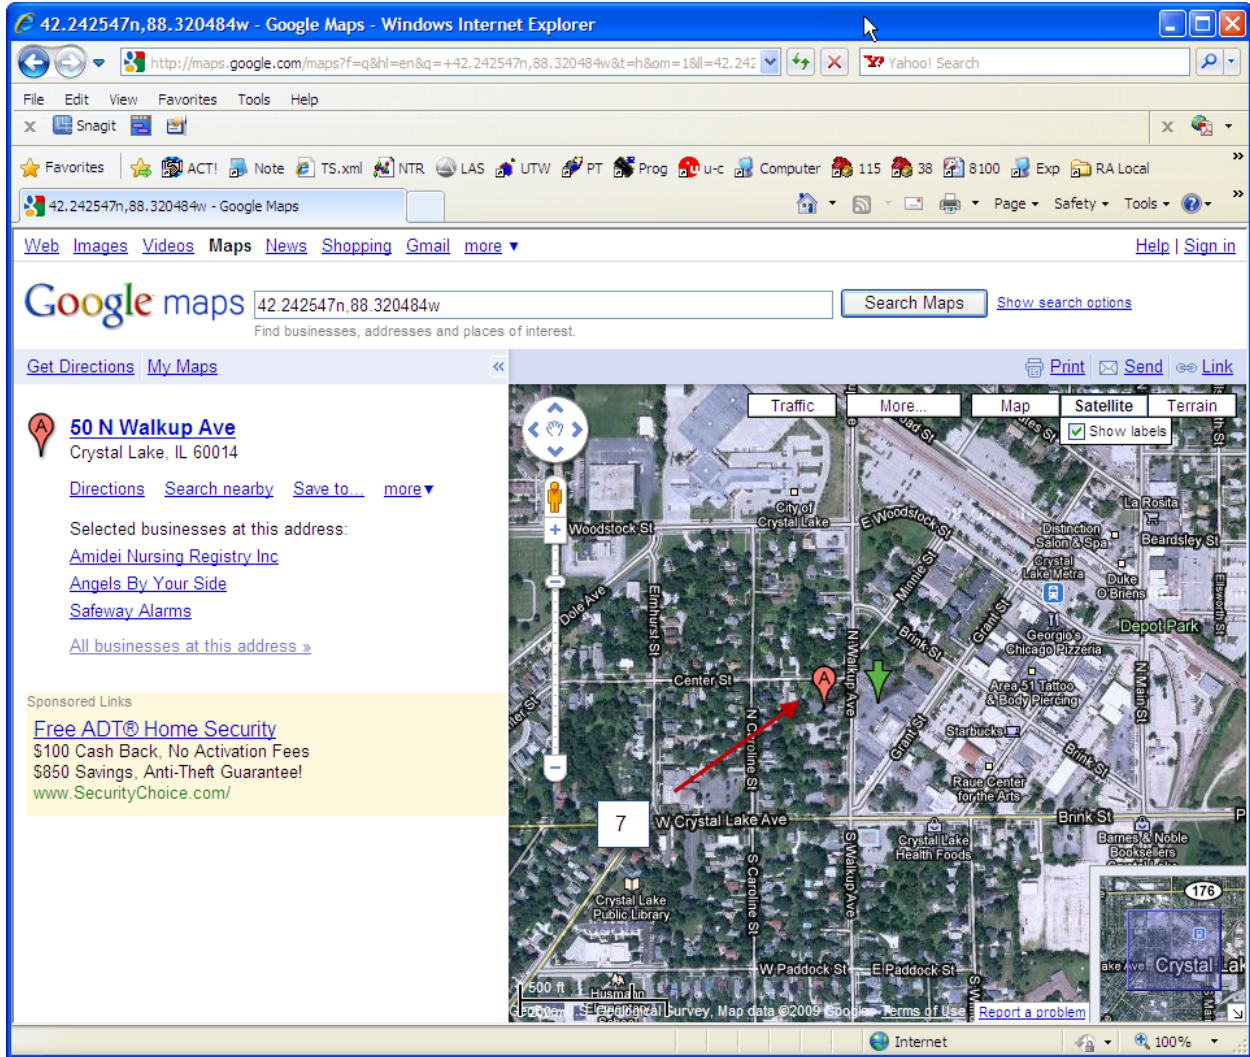 42.242547n,88.320484w - Google Maps - Windows Internet Explorer
http://maps.google.com/maps?f=q&hl=en&q=+42.242547n,88.320484w&t=h&om=1&ll=42.242
Yahoo! Search
File Edit View Favorites Tools Help
x Snagit x
Favorites ACT! Note TS.xml NTR LAS UTW PT Prog u-c Computer 115 38 8100 Exp RA Local »
42.242547n,88.320484w - Google Maps Page Safety Tools »
Web Images Videos Maps News Shopping Gmail more ▼ Help | Sign in
Google maps 42.242547n,88.320484w Search Maps Show search options
Find businesses, addresses and places of interest.
Get Directions My Maps « Print Send Link
A 50 N Walkup Ave
Crystal Lake, IL 60014
Directions Search nearby Save to... more▼
Selected businesses at this address:
Amidei Nursing Registry Inc
Angels By Your Side
Safeway Alarms
All businesses at this address »
Sponsored Links
Free ADT® Home Security
$100 Cash Back, No Activation Fees
$850 Savings, Anti-Theft Guarantee!
www.SecurityChoice.com/
Traffic More... Map Satellite Terrain
Show labels
La Rosita
City of
Crystal Lake
Woodstock St
E Woodstock St
Distinction
Salon & Spa
Beardsley St
Crystal
Lake Metra
Duke
O'Briens
Ellsworth St
Minnie St
Dole Ave
Elmhurst St
Grant St
Depot Park
Brink St
Georgio's
Chicago Pizzeria
N Walkup Ave
N Main St
Center St
A
Area 51 Tattoo
& Body Piercing
N Caroline St
Grant St
Starbucks
Brink St
Raue Center
for the Arts
7
W Crystal Lake Ave
Brink St
S Walkup Ave
Crystal Lake
Health Foods
Barnes & Noble
Booksellers
S Caroline St
Crystal Lake
Public Library
176
W Paddock St
E Paddock St
Crystal Lak
500 ft
Husmann
Elementary
School
U.S. Geological Survey, Map data ©2009 Google - Terms of Use
Report a problem
Internet 100%